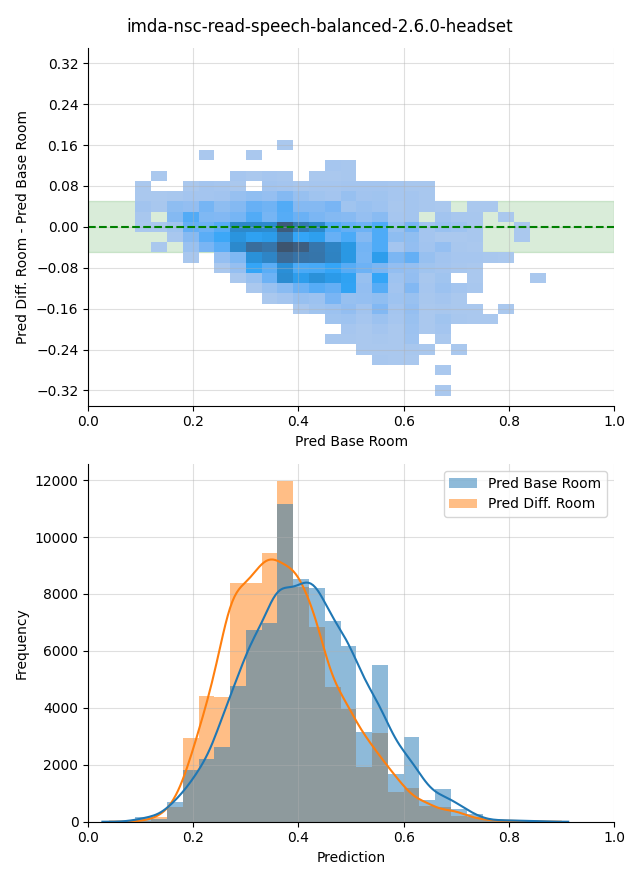 imda-nsc-read-speech-balanced-2.6.0-headset
Pred Diff. Room - Pred Base Room
0.32
0.24
0.16
0.08
0.00
−0.08
−0.16
−0.24
−0.32
0.0 0.2 0.4 0.6 0.8 1.0
Pred Base Room
Frequency
12000
10000
8000
6000
4000
2000
0
Pred Base Room
Pred Diff. Room
0.0 0.2 0.4 0.6 0.8 1.0
Prediction